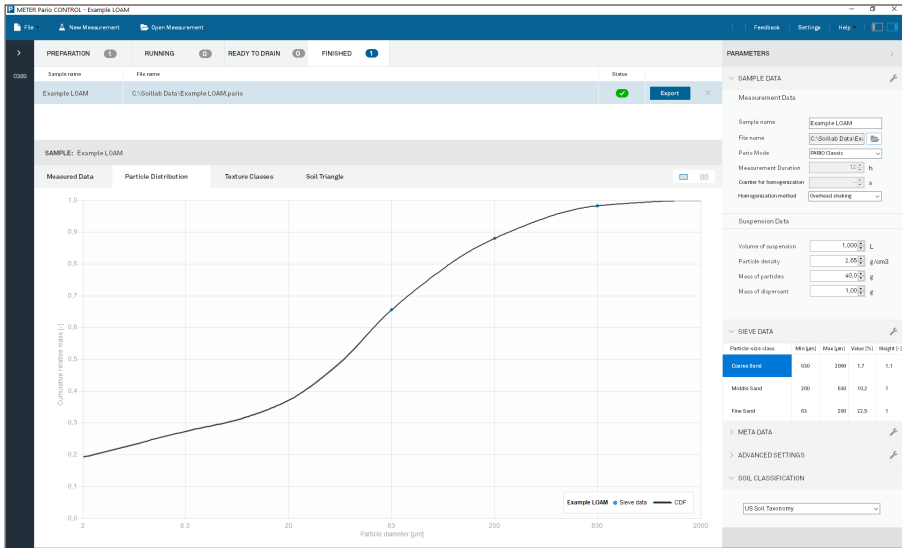 METER Pario CONTROL - Example LOAM
File New Measurement Open Measurement Feedback Settings Help
PREPARATION 1 RUNNING 0 READY TO DRAIN 0 FINISHED 1
0389
Sample name File name Status
Example LOAM C:\Soillab Data\Example LOAM.pario Export
SAMPLE: Example LOAM
Measured Data Particle Distribution Texture Classes Soil Triangle
1,0
0,9
0,8
0,7
0,6
0,5
0,4
0,3
0,2
0,1
0,0
Cumulative relative mass [-]
2 6,3 20 63 200 630 2000
Particle diameter [µm]
Example LOAM Sieve data CDF
PARAMETERS
SAMPLE DATA
Measurement Data
Sample name Example LOAM
File name C:\Soillab Data\Ex
Pario Mode PARIO Classic
Measurement Duration 12 h
Counter for homogenization - s
Homogenization method Overhead-shaking
Suspension Data
Volume of suspension 1,000 L
Particle density 2,65 g/cm3
Mass of particles 40,0 g
Mass of dispersant 1,00 g
SIEVE DATA
Particle-size class Min [µm] Max [µm] Value [%] Weight [-]
Coarse Sand 630 2000 1,7 1,1
Middle Sand 200 630 10,2 1
Fine Sand 63 200 22,5 1
META DATA
ADVANCED SETTINGS
SOIL CLASSIFICATION
US Soil Taxonomy